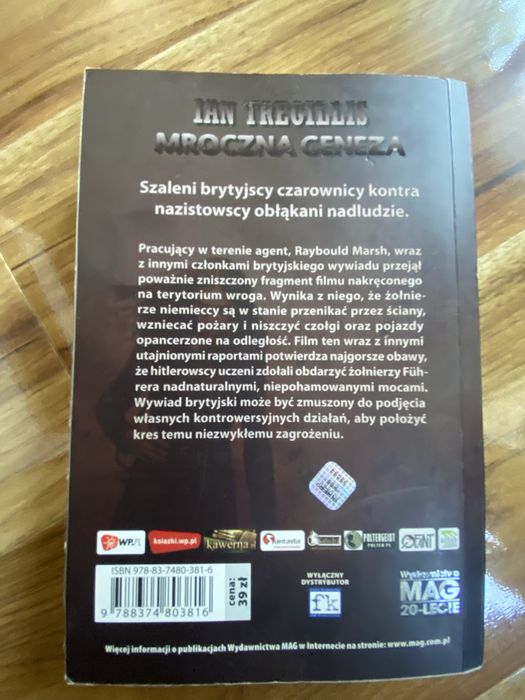 IAN TREGILLIS
MROCZNA GENEZA
Szaleni brytyjscy czarownicy kontra
nazistowscy obłąkani nadludzie.
Pracujący w terenie agent, Raybould Marsh, wraz
z innymi członkami brytyjskiego wywiadu przejął
poważnie zniszczony fragment filmu nakręconego
na terytorium wroga. Wynika z niego, że żołnie-
rze niemieccy są w stanie przenikać przez ściany,
wzniecać pożary i niszczyć czołgi oraz pojazdy
opancerzone na odległość. Film ten wraz z innymi
utajnionymi raportami potwierdza najgorsze obawy,
że hitlerowscy uczeni zdołali obdarzyć żołnierzy Füh-
rera nadnaturalnymi, niepohamowanymi mocami.
Wywiad brytyjski może być zmuszony do podjęcia
własnych kontrowersyjnych działań, aby położyć
kres temu niezwykłemu zagrożeniu.
WP.PL
ksiazki.wp.pl
kawerna.pl
fantasta
POLTERGEIST
POLTER.PL
ISBN 978-83-7480-381-6
9 788374 803816
cena:
39 zł
WYŁĄCZNY
DYSTRYBUTOR
fk
Wydawnictwo
MAG
20-LECIE
Więcej informacji o publikacjach Wydawnictwa MAG w Internecie na stronie: www.mag.com.pl